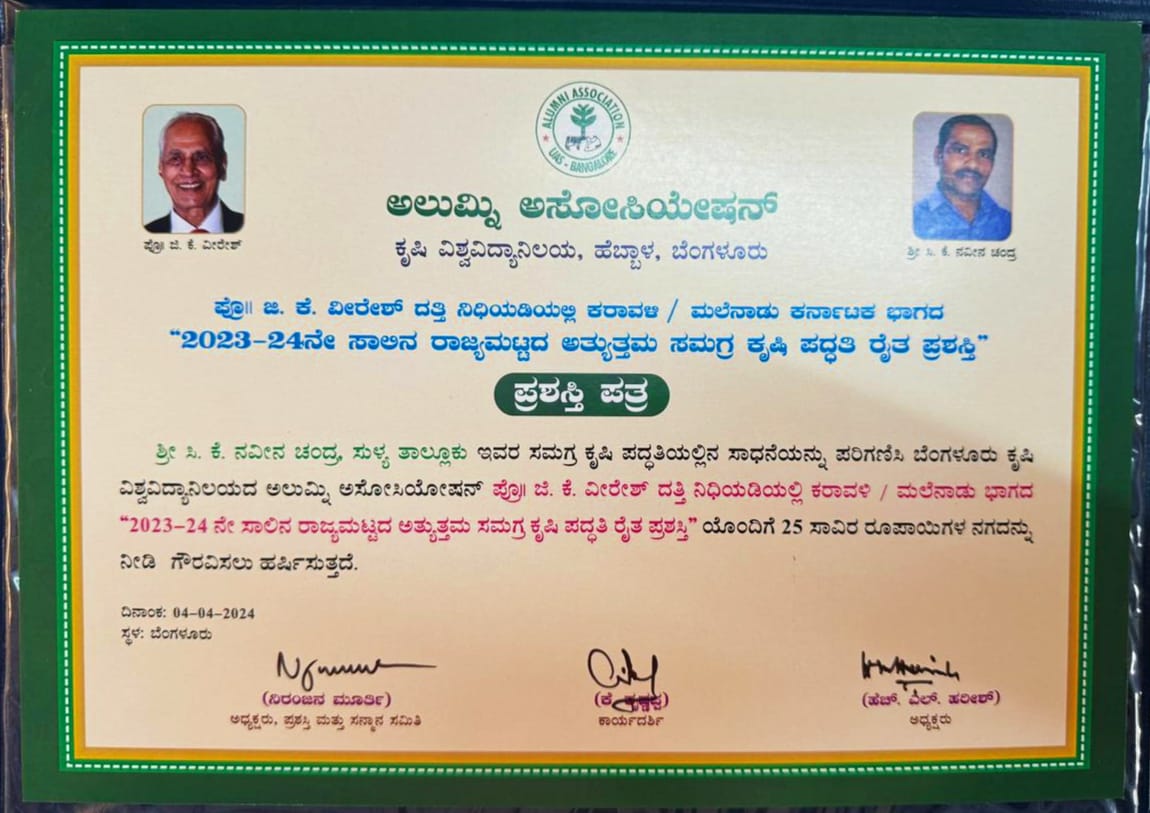 ALUMNI ASSOCIATION
UAS - BANGALORE
ಅಲುಮ್ನಿ ಅಸೋಸಿಯೇಷನ್
ಕೃಷಿ ವಿಶ್ವವಿದ್ಯಾನಿಲಯ, ಹೆಬ್ಬಾಳ, ಬೆಂಗಳೂರು
ಪ್ರೊ॥ ಜಿ. ಕೆ. ವೀರೇಶ್
ಶ್ರೀ ಸಿ. ಕೆ. ನವೀನ ಚಂದ್ರ
ಪ್ರೊ॥ ಜಿ. ಕೆ. ವೀರೇಶ್ ದತ್ತಿ ನಿಧಿಯಡಿಯಲ್ಲಿ ಕರಾವಳಿ / ಮಲೆನಾಡು ಕರ್ನಾಟಕ ಭಾಗದ
“2023-24ನೇ ಸಾಲಿನ ರಾಜ್ಯಮಟ್ಟದ ಅತ್ಯುತ್ತಮ ಸಮಗ್ರ ಕೃಷಿ ಪದ್ಧತಿ ರೈತ ಪ್ರಶಸ್ತಿ”
ಪ್ರಶಸ್ತಿ ಪತ್ರ
ಶ್ರೀ ಸಿ. ಕೆ. ನವೀನ ಚಂದ್ರ, ಸುಳ್ಯ ತಾಲ್ಲೂಕು ಇವರ ಸಮಗ್ರ ಕೃಷಿ ಪದ್ಧತಿಯಲ್ಲಿನ ಸಾಧನೆಯನ್ನು ಪರಿಗಣಿಸಿ ಬೆಂಗಳೂರು ಕೃಷಿ
ವಿಶ್ವವಿದ್ಯಾನಿಲಯದ ಅಲುಮ್ನಿ ಅಸೋಸಿಯೋಷನ್ ಪ್ರೊ॥ ಜಿ. ಕೆ. ವೀರೇಶ್ ದತ್ತಿ ನಿಧಿಯಡಿಯಲ್ಲಿ ಕರಾವಳಿ / ಮಲೆನಾಡು ಭಾಗದ
“2023-24 ನೇ ಸಾಲಿನ ರಾಜ್ಯಮಟ್ಟದ ಅತ್ಯುತ್ತಮ ಸಮಗ್ರ ಕೃಷಿ ಪದ್ಧತಿ ರೈತ ಪ್ರಶಸ್ತಿ” ಯೊಂದಿಗೆ 25 ಸಾವಿರ ರೂಪಾಯಿಗಳ ನಗದನ್ನು
ನೀಡಿ ಗೌರವಿಸಲು ಹರ್ಷಿಸುತ್ತದೆ.
ದಿನಾಂಕ: 04-04-2024
ಸ್ಥಳ: ಬೆಂಗಳೂರು
(ನಿರಂಜನ ಮೂರ್ತಿ)
ಅಧ್ಯಕ್ಷರು, ಪ್ರಶಸ್ತಿ ಮತ್ತು ಸನ್ಮಾನ ಸಮಿತಿ
(ಕೆ
ಕಾರ್ಯದರ್ಶಿ
(ಹೆಚ್. ಎಲ್. ಹರೀಶ್)
ಅಧ್ಯಕ್ಷರು